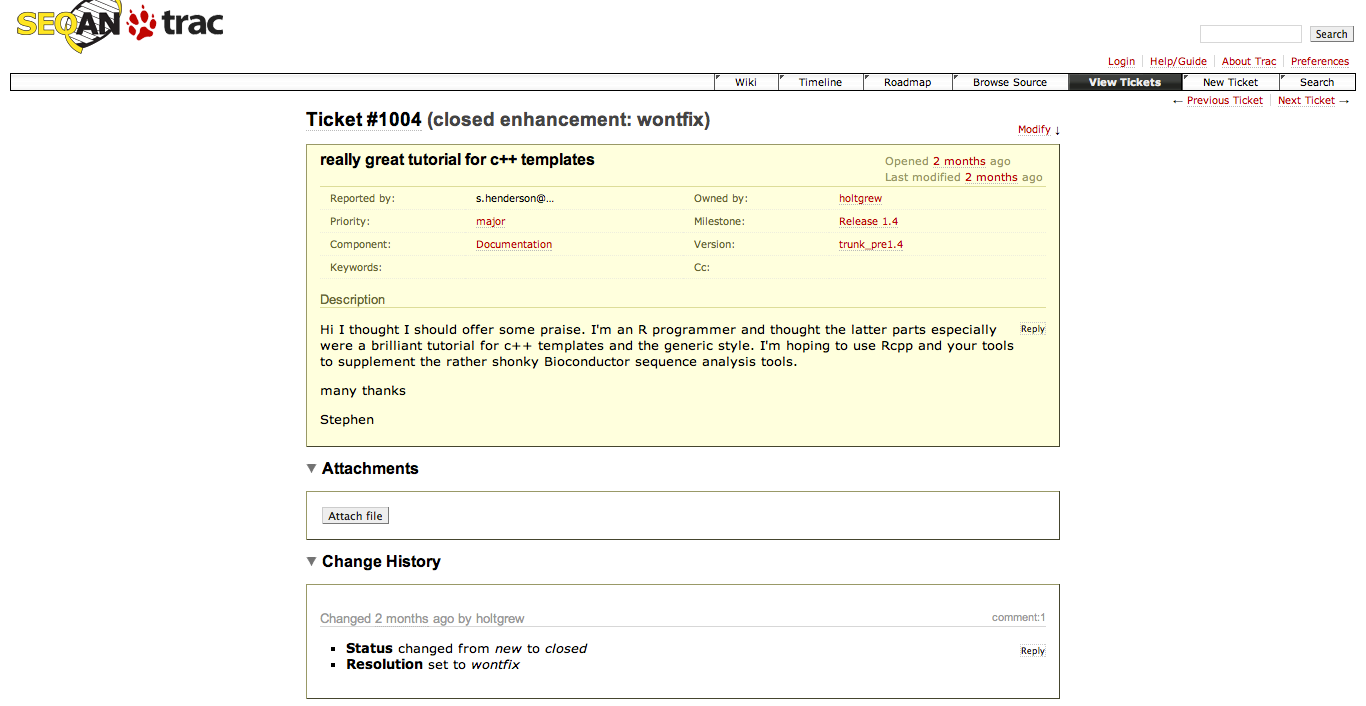 SEQAN trac
Search
Login Help/Guide About Trac Preferences
Wiki Timeline Roadmap Browse Source View Tickets New Ticket Search
← Previous Ticket Next Ticket →
Ticket #1004 (closed enhancement: wontfix)
Modify ↓
really great tutorial for c++ templates
Opened 2 months ago
Last modified 2 months ago
Reported by: s.henderson@… Owned by: holtgrew
Priority: major Milestone: Release 1.4
Component: Documentation Version: trunk_pre1.4
Keywords: Cc:
Description
Hi I thought I should offer some praise. I'm an R programmer and thought the latter parts especially
Reply
were a brilliant tutorial for c++ templates and the generic style. I'm hoping to use Rcpp and your tools
to supplement the rather shonky Bioconductor sequence analysis tools.
many thanks
Stephen
▼ Attachments
Attach file
▼ Change History
Changed 2 months ago by holtgrew comment:1
▪ Status changed from new to closed
Reply
▪ Resolution set to wontfix